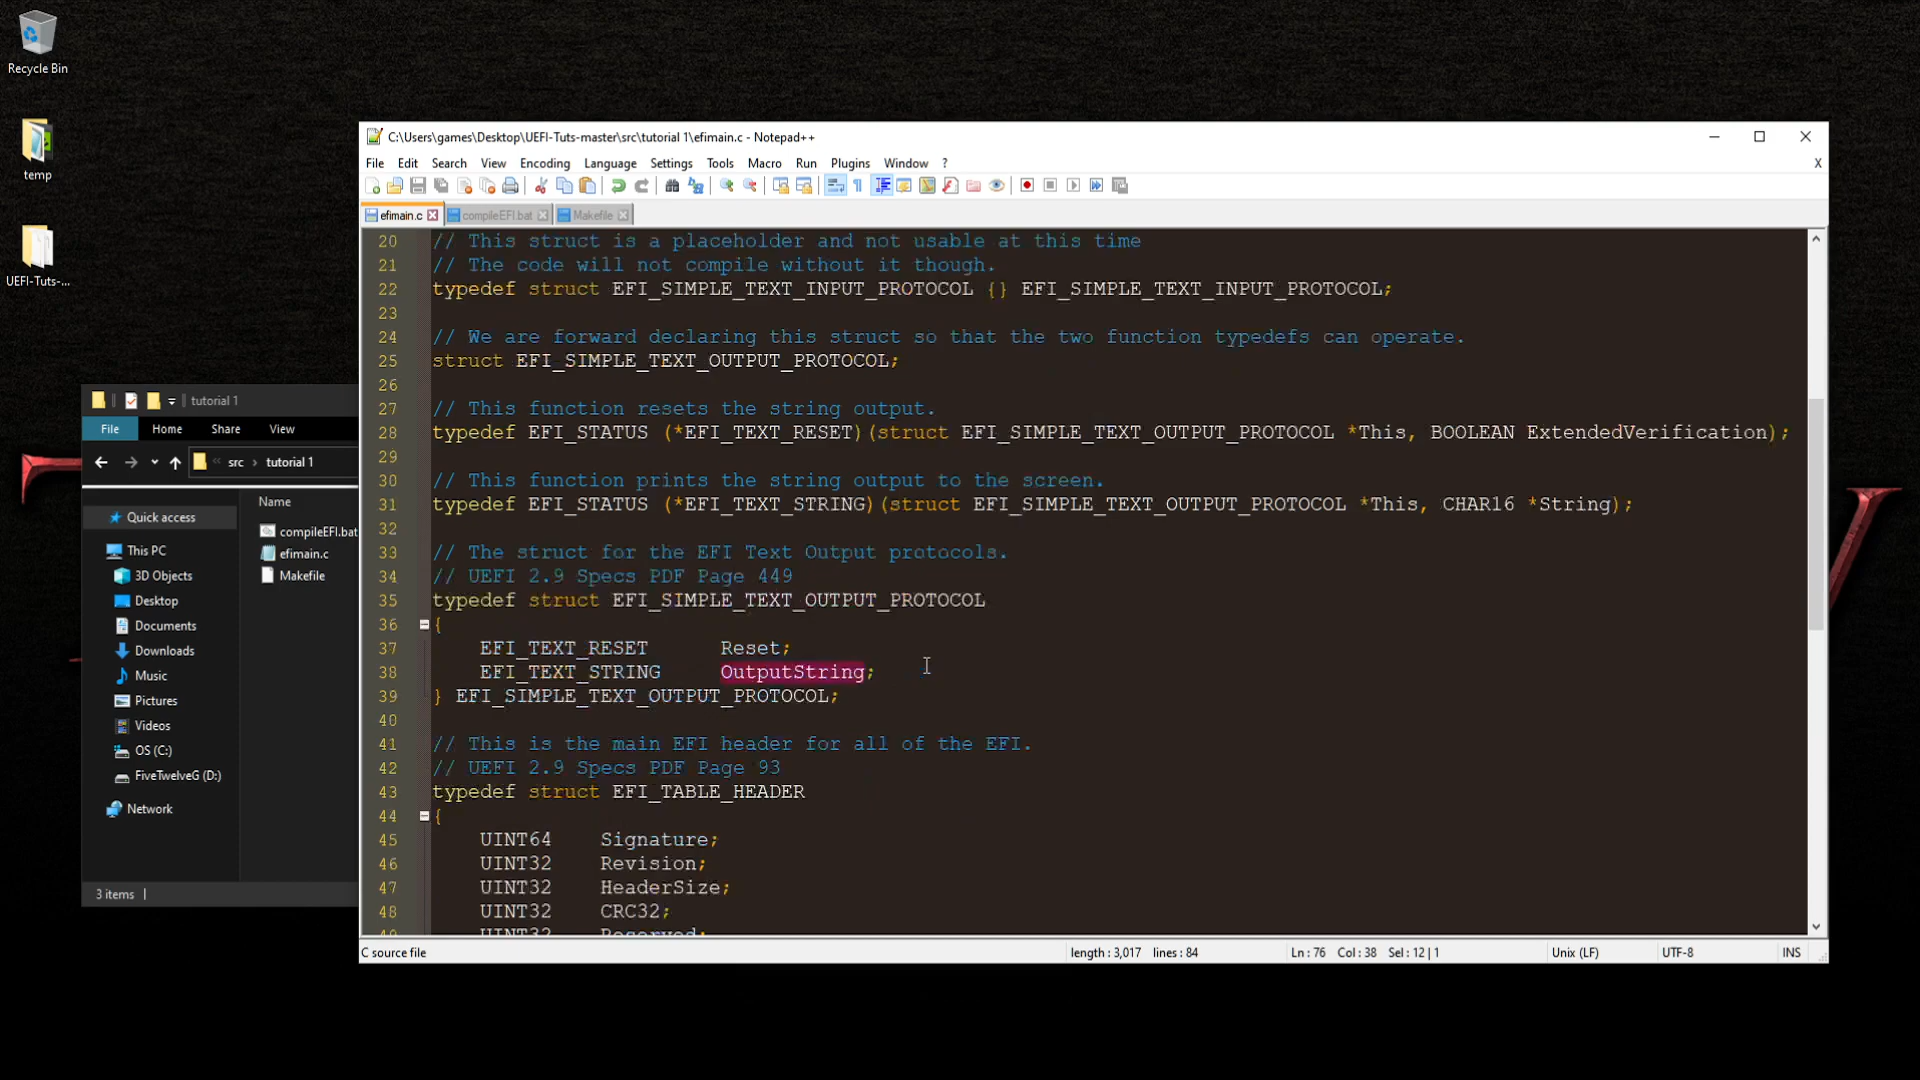 Recycle Bin
temp
UEFI-Tuts-...
tutorial 1
File Home Share View
src tutorial 1
Name
Quick access
This PC
3D Objects
Desktop
Documents
Downloads
Music
Pictures
Videos
OS (C:)
FiveTwelveG (D:)
Network
compileEFI.bat
efimain.c
Makefile
3 items
C:\Users\games\Desktop\UEFI-Tuts-master\src\tutorial 1\efimain.c - Notepad++
File Edit Search View Encoding Language Settings Tools Macro Run Plugins Window ? X
efimain.c compileEFI.bat Makefile
20 // This struct is a placeholder and not usable at this time
21 // The code will not compile without it though.
22 typedef struct EFI_SIMPLE_TEXT_INPUT_PROTOCOL {} EFI_SIMPLE_TEXT_INPUT_PROTOCOL;
23
24 // We are forward declaring this struct so that the two function typedefs can operate.
25 struct EFI_SIMPLE_TEXT_OUTPUT_PROTOCOL;
26
27 // This function resets the string output.
28 typedef EFI_STATUS (*EFI_TEXT_RESET)(struct EFI_SIMPLE_TEXT_OUTPUT_PROTOCOL *This, BOOLEAN ExtendedVerification);
29
30 // This function prints the string output to the screen.
31 typedef EFI_STATUS (*EFI_TEXT_STRING)(struct EFI_SIMPLE_TEXT_OUTPUT_PROTOCOL *This, CHAR16 *String);
32
33 // The struct for the EFI Text Output protocols.
34 // UEFI 2.9 Specs PDF Page 449
35 typedef struct EFI_SIMPLE_TEXT_OUTPUT_PROTOCOL
36 {
37 EFI_TEXT_RESET Reset;
38 EFI_TEXT_STRING OutputString;
39 } EFI_SIMPLE_TEXT_OUTPUT_PROTOCOL;
40
41 // This is the main EFI header for all of the EFI.
42 // UEFI 2.9 Specs PDF Page 93
43 typedef struct EFI_TABLE_HEADER
44 {
45 UINT64 Signature;
46 UINT32 Revision;
47 UINT32 HeaderSize;
48 UINT32 CRC32;
49 UINT32 Reserved;
C source file length : 3,017 lines : 84 Ln : 76 Col : 38 Sel : 12 | 1 Unix (LF) UTF-8 INS